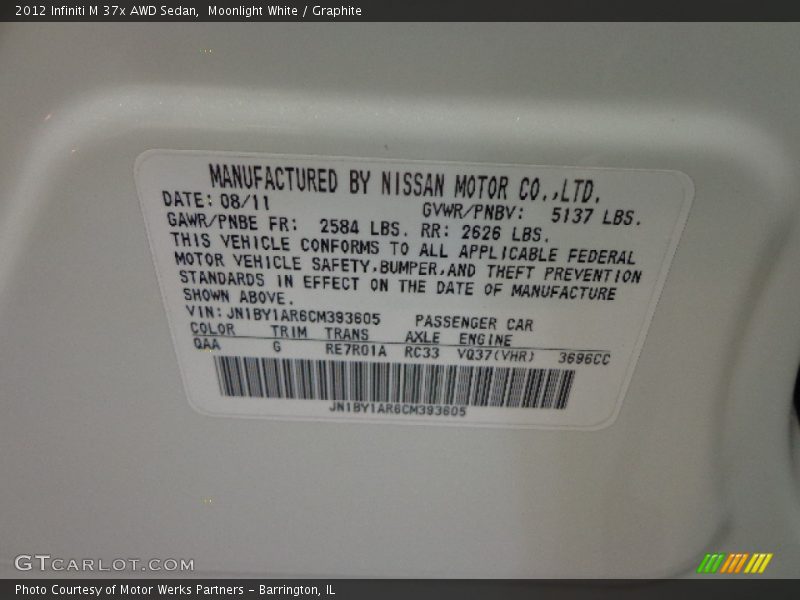 2012 Infiniti M 37x AWD Sedan,  Moonlight White / Graphite
MANUFACTURED BY NISSAN MOTOR CO.,LTD.
DATE: 08/11 GVWR/PNBV: 5137 LBS.
GAWR/PNBE FR: 2584 LBS. RR: 2626 LBS.
THIS VEHICLE CONFORMS TO ALL APPLICABLE FEDERAL
MOTOR VEHICLE SAFETY,BUMPER,AND THEFT PREVENTION
STANDARDS IN EFFECT ON THE DATE OF MANUFACTURE
SHOWN ABOVE.
VIN:JN1BY1AR6CM393605 PASSENGER CAR
COLOR TRIM TRANS AXLE ENGINE
QAA G RE7R01A RC33 VQ37(VHR) 3696CC
JN1BY1AR6CM393605
GTCARLOT.COM
Photo Courtesy of Motor Werks Partners – Barrington, IL